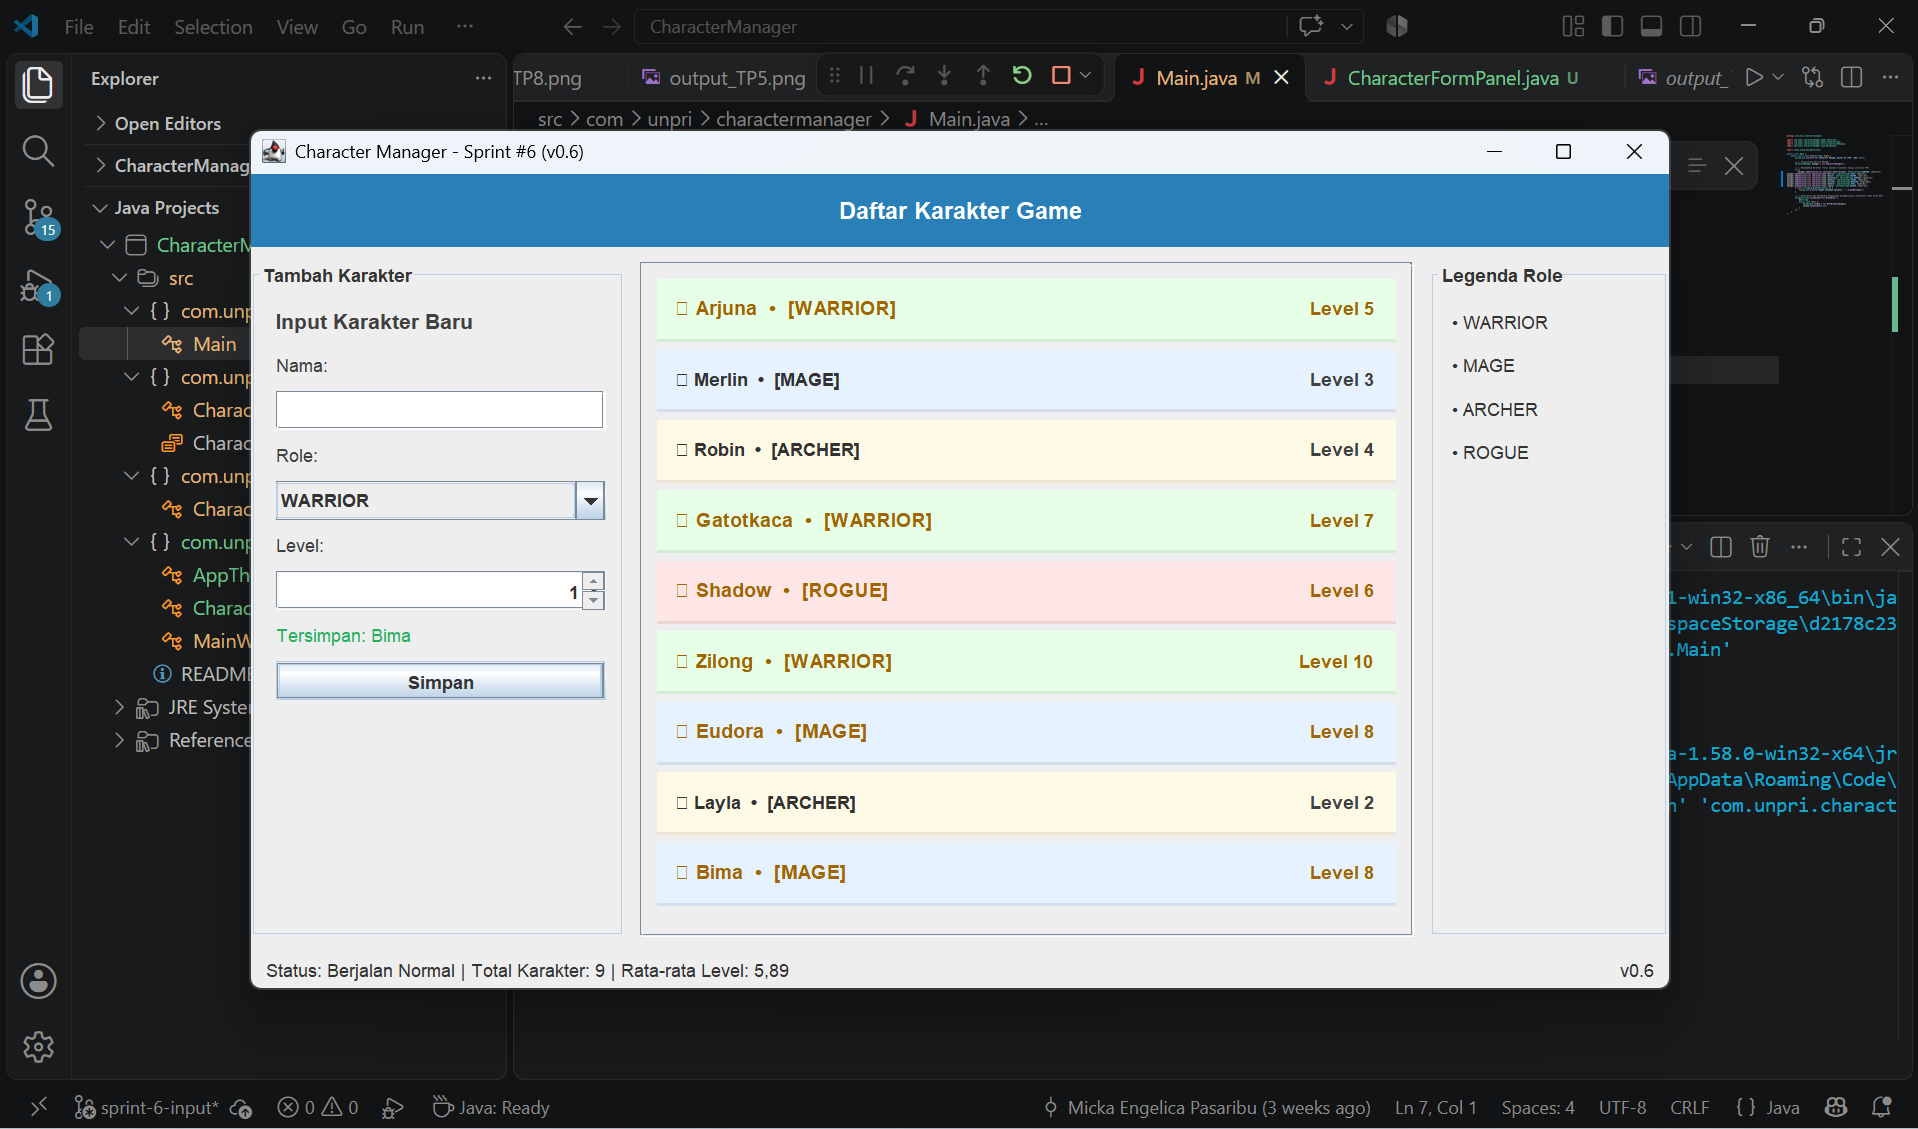 File Edit Selection View Go Run ... CharacterManager
Explorer
TP8.png output_TP5.png Main.java M CharacterFormPanel.java U output_
src > com > unpri > charactermanager > Main.java > ...
Open Editors
CharacterManag
Java Projects
CharacterM
src
com.unp
Main
com.unp
Charac
Charac
com.unp
Charac
com.unp
AppTh
Charac
MainW
README
JRE Syste
Reference
15
1
Character Manager - Sprint #6 (v0.6)
Daftar Karakter Game
Tambah Karakter
Input Karakter Baru
Nama:
Role:
WARRIOR
Level:
1
Tersimpan: Bima
Simpan
Arjuna • [WARRIOR] Level 5
Merlin • [MAGE] Level 3
Robin • [ARCHER] Level 4
Gatotkaca • [WARRIOR] Level 7
Shadow • [ROGUE] Level 6
Zilong • [WARRIOR] Level 10
Eudora • [MAGE] Level 8
Layla • [ARCHER] Level 2
Bima • [MAGE] Level 8
Legenda Role
• WARRIOR
• MAGE
• ARCHER
• ROGUE
Status: Berjalan Normal | Total Karakter: 9 | Rata-rata Level: 5,89 v0.6
1-win32-x86_64\bin\ja
spaceStorage\d2178c23
.Main'
a-1.58.0-win32-x64\jr
AppData\Roaming\Code\
n' 'com.unpri.charact
sprint-6-input* 0 0 Java: Ready Micka Engelica Pasaribu (3 weeks ago) Ln 7, Col 1 Spaces: 4 UTF-8 CRLF { } Java